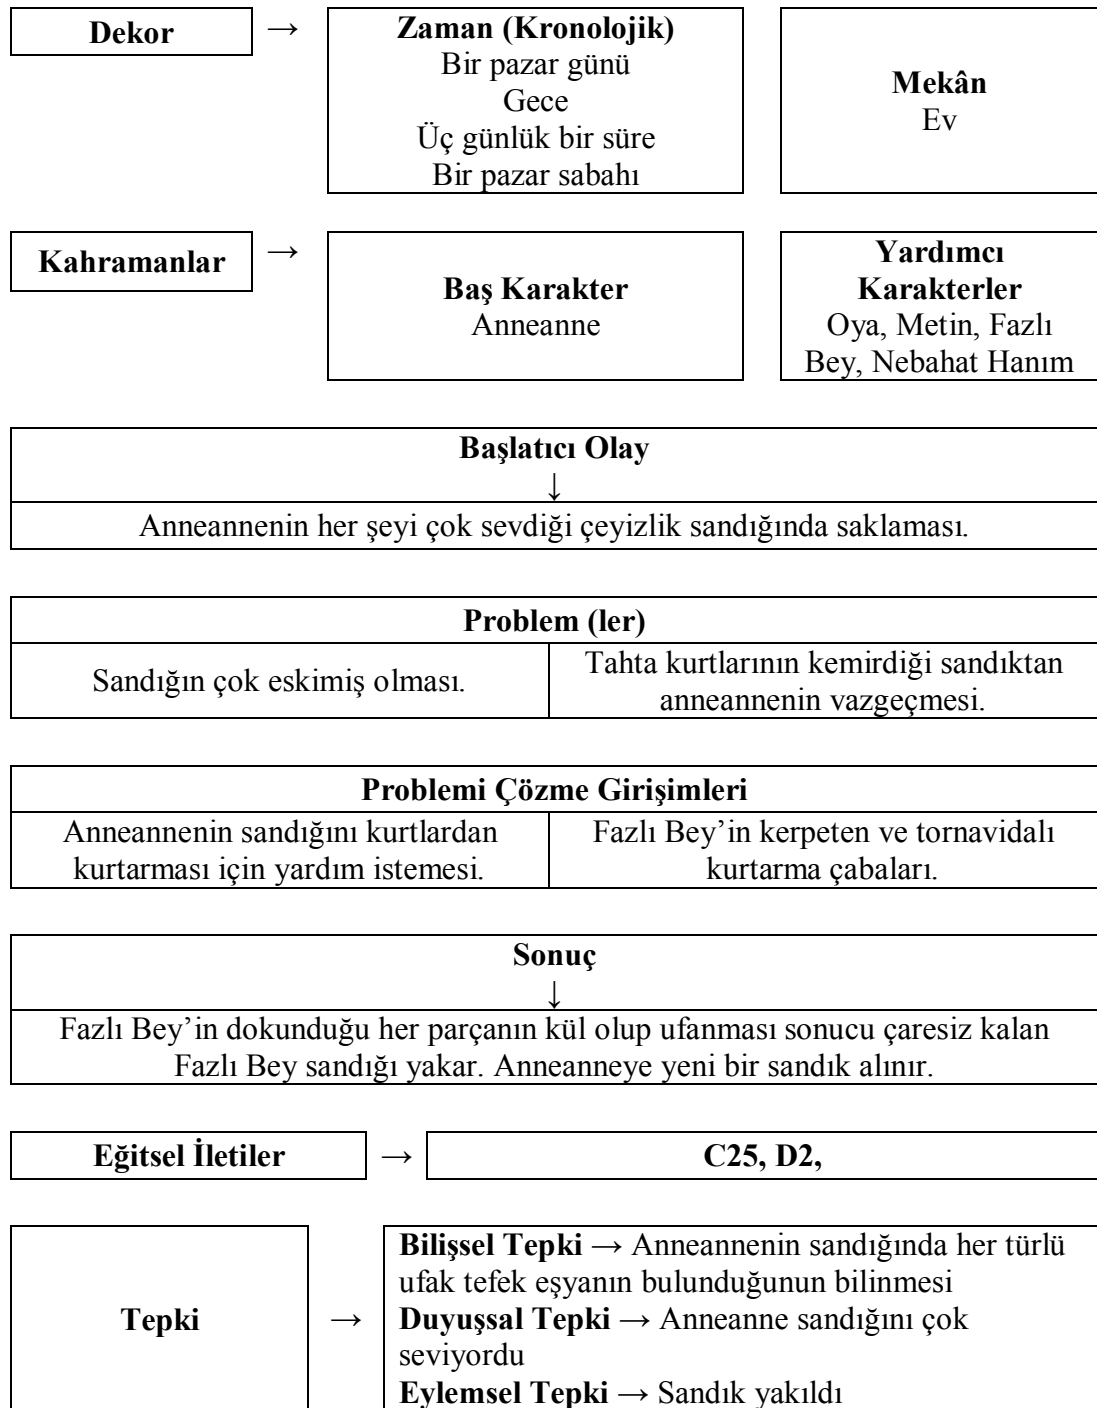 Dekor
→
Zaman (Kronolojik)
Bir pazar günü
Gece
Üç günlük bir süre
Bir pazar sabahı
Mekân
Ev
Kahramanlar
→
Baş Karakter
Anneanne
Yardımcı
Karakterler
Oya, Metin, Fazlı
Bey, Nebahat Hanım
Başlatıcı Olay
↓
Anneannenin her şeyi çok sevdiği çeyizlik sandığında saklaması.
Problem (ler)
Sandığın çok eskimiş olması.
Tahta kurtlarının kemirdiği sandıktan
anneannenin vazgeçmesi.
Problemi Çözme Girişimleri
Anneannenin sandığını kurtlardan
kurtarması için yardım istemesi.
Fazlı Bey’in kerpeten ve tornavidalı
kurtarma çabaları.
Sonuç
↓
Fazlı Bey’in dokunduğu her parçanın kül olup ufanması sonucu çaresiz kalan
Fazlı Bey sandığı yakar. Anneanneye yeni bir sandık alınır.
Eğitsel İletiler
→
C25, D2,
Tepki
→
Bilişsel Tepki → Anneannenin sandığında her türlü
ufak tefek eşyanın bulunduğunun bilinmesi
Duyuşsal Tepki → Anneanne sandığını çok
seviyordu
Eylemsel Tepki → Sandık yakıldı